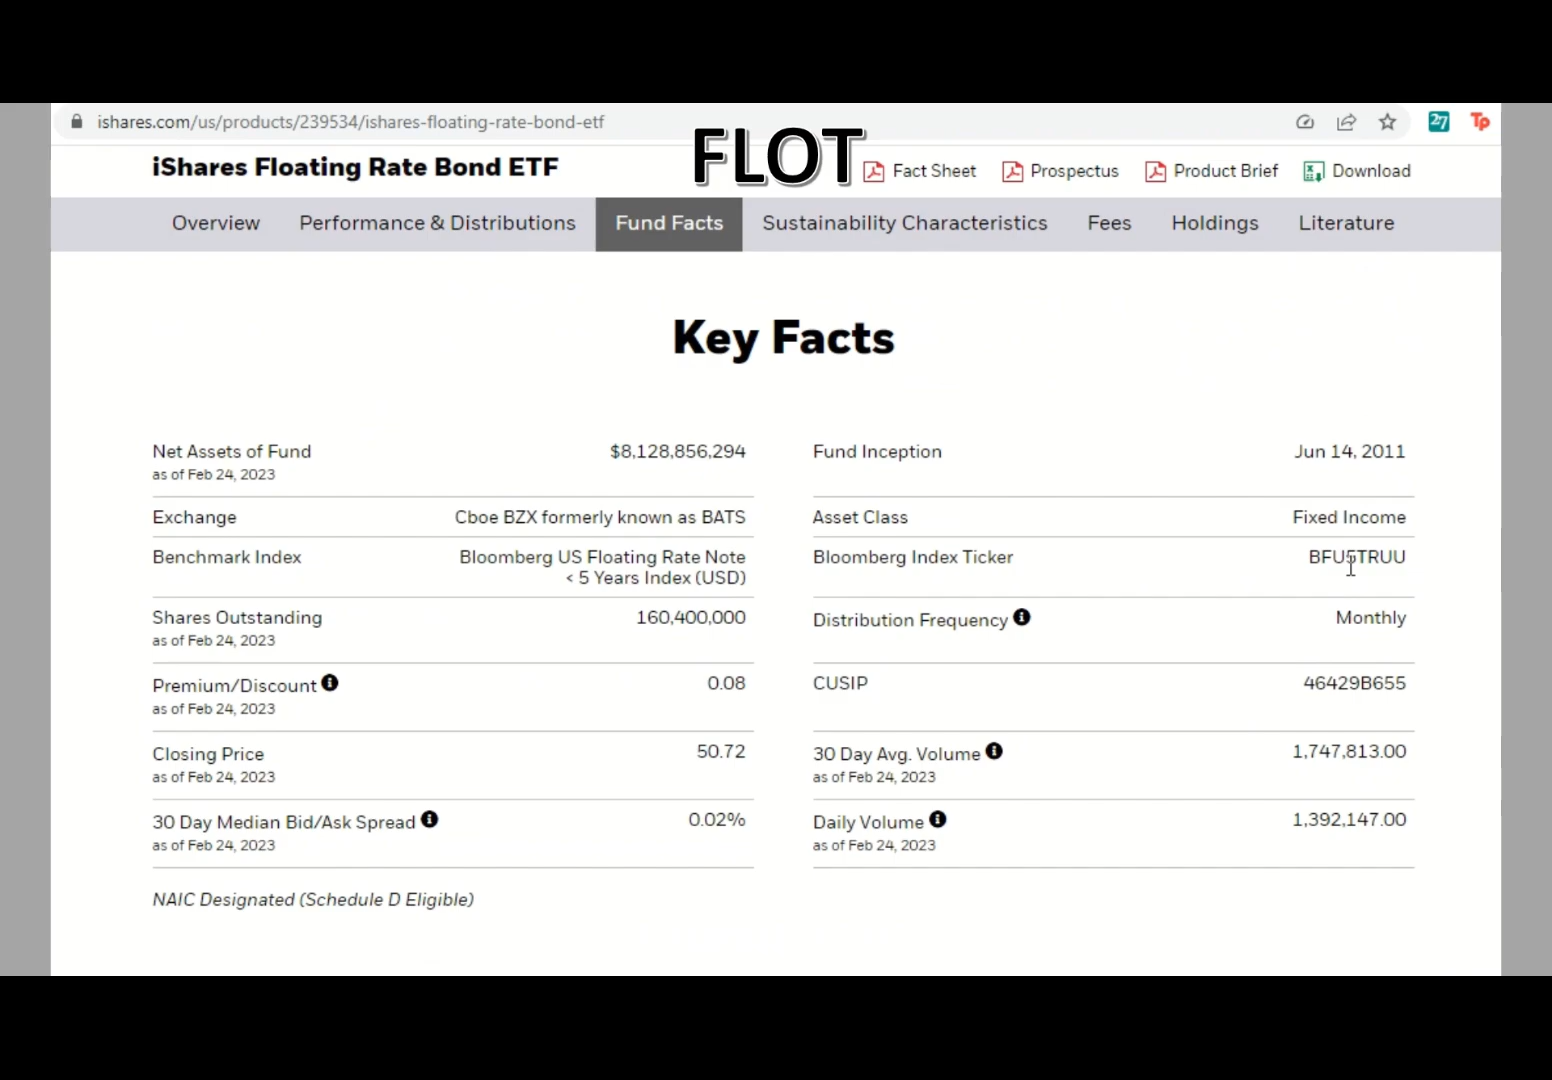 ishares.com/us/products/239534/ishares-floating-rate-bond-etf
27
Tp
iShares Floating Rate Bond ETF
FLOT
Fact Sheet
Prospectus
Product Brief
Download
Overview
Performance & Distributions
Fund Facts
Sustainability Characteristics
Fees
Holdings
Literature
Key Facts
Net Assets of Fund $8,128,856,294
as of Feb 24, 2023
Fund Inception Jun 14, 2011
Exchange Cboe BZX formerly known as BATS
Asset Class Fixed Income
Benchmark Index Bloomberg US Floating Rate Note
< 5 Years Index (USD)
Bloomberg Index Ticker BFU5TRUU
Shares Outstanding 160,400,000
as of Feb 24, 2023
Distribution Frequency Monthly
Premium/Discount 0.08
as of Feb 24, 2023
CUSIP 46429B655
Closing Price 50.72
as of Feb 24, 2023
30 Day Avg. Volume 1,747,813.00
as of Feb 24, 2023
30 Day Median Bid/Ask Spread 0.02%
as of Feb 24, 2023
Daily Volume 1,392,147.00
as of Feb 24, 2023
NAIC Designated (Schedule D Eligible)